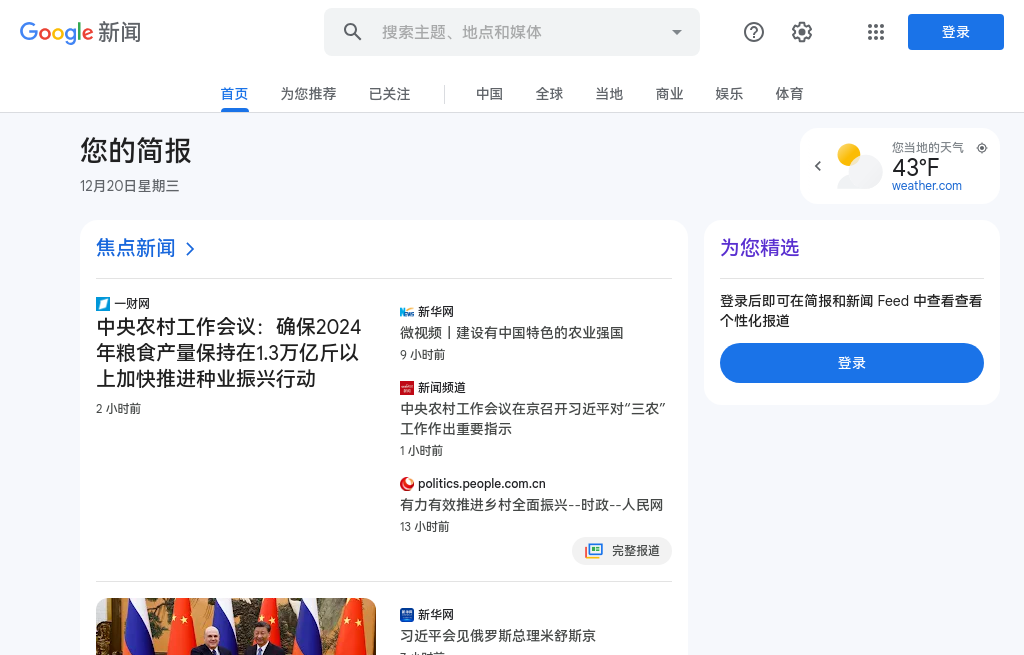 Google 新闻
搜索主题、地点和媒体
登录
首页
为您推荐
已关注
中国
全球
当地
商业
娱乐
体育
您的简报
12月20日星期三
您当地的天气
43°F
weather.com
焦点新闻
一财网
中央农村工作会议：确保2024
年粮食产量保持在1.3万亿斤以
上加快推进种业振兴行动
2 小时前
新华网
微视频丨建设有中国特色的农业强国
9 小时前
新闻频道
中央农村工作会议在京召开习近平对“三农”
工作作出重要指示
1 小时前
politics.people.com.cn
有力有效推进乡村全面振兴--时政--人民网
13 小时前
完整报道
新华网
习近平会见俄罗斯总理米舒斯京
为您精选
登录后即可在简报和新闻 Feed 中查看查看
个性化报道
登录